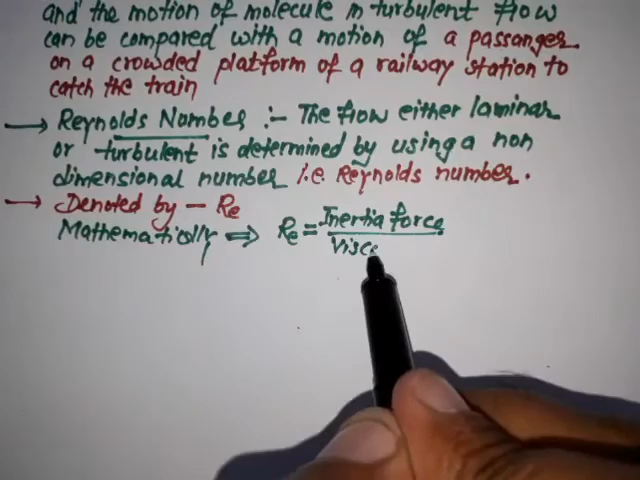 and the motion of molecule in turbulent flow
can be compared with a motion of a passanger
on a crowded platform of a railway station to
catch the train
→ Reynolds Number :- The flow either laminar
or turbulent is determined by using a non
dimensional number i.e. Reynolds number.
→ Denoted by - Re
Mathematically ⇒ Re = Inertia force
Visc